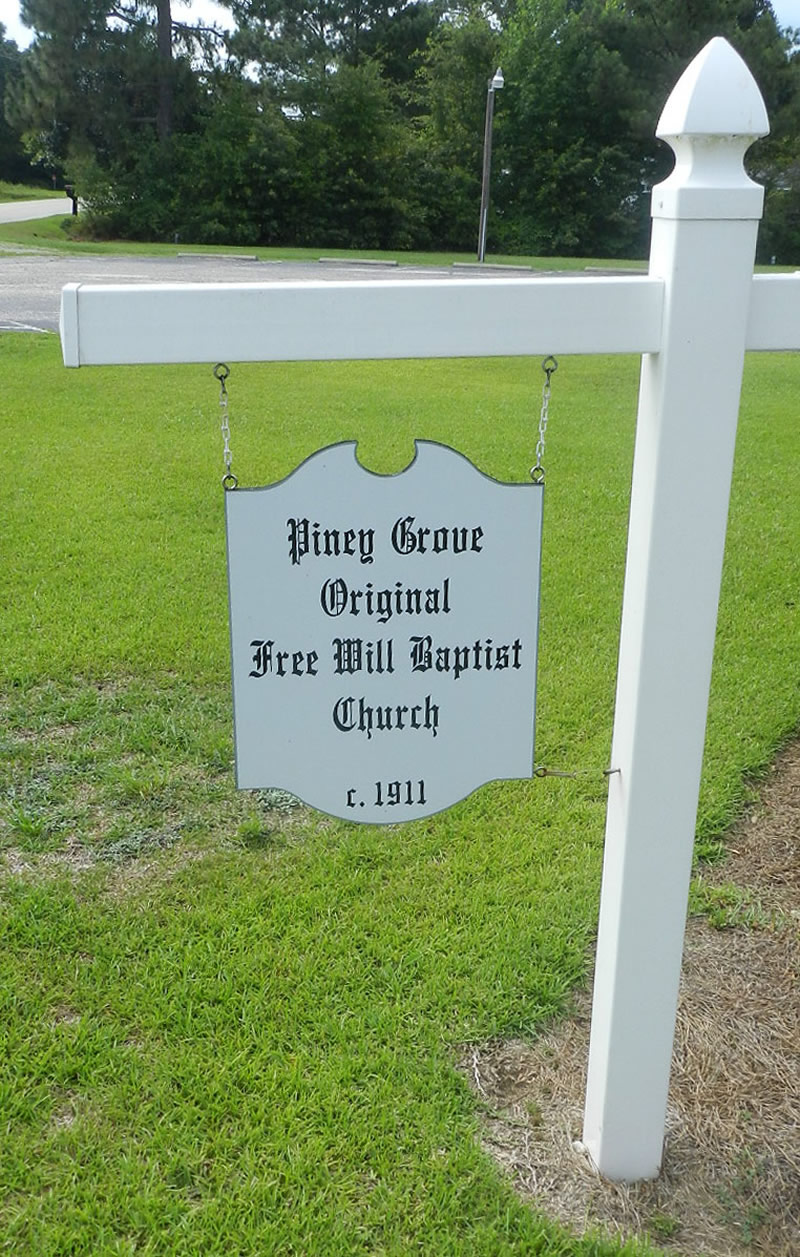 Piney Grove
Original
Free Will Baptist
Church
c. 1911